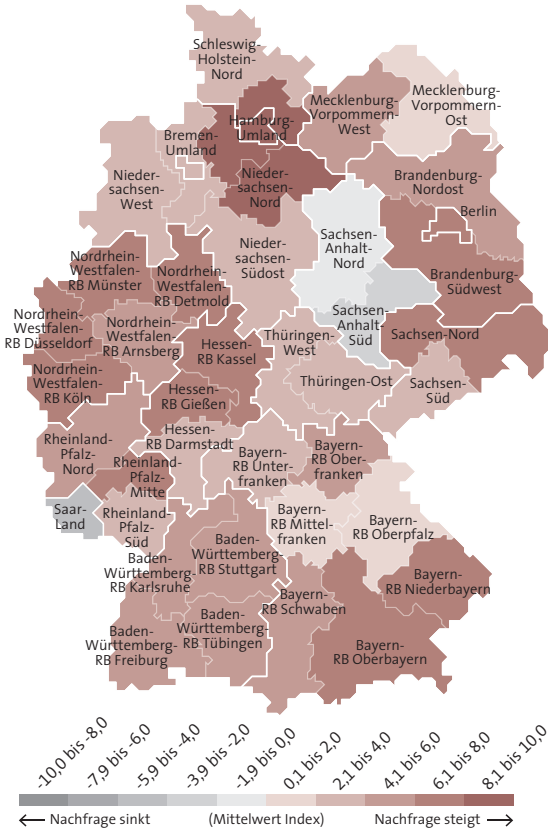 Schleswig-
Holstein-
Nord
Mecklenburg-
Vorpommern-
Ost
Mecklenburg-
Vorpommern-
West
Hamburg-
Umland
Bremen-
Umland
Nieder-
sachsen-
West
Nieder-
sachsen-
Nord
Brandenburg-
Nordost
Berlin
Sachsen-
Anhalt-
Nord
Nieder-
sachsen-
Südost
Nordrhein-
Westfalen-
RB Münster
Nordrhein-
Westfalen-
RB Detmold
Brandenburg-
Südwest
Nordrhein-
Westfalen-
RB Düsseldorf
Nordrhein-
Westfalen-
RB Arnsberg
Hessen-
RB Kassel
Thüringen-
West
Sachsen-
Anhalt-
Süd
Sachsen-Nord
Nordrhein-
Westfalen-
RB Köln
Hessen-
RB Gießen
Thüringen-Ost
Sachsen-
Süd
Rheinland-
Pfalz-
Nord
Hessen-
RB Darmstadt
Rheinland-
Pfalz-
Mitte
Bayern-
RB Unter-
franken
Bayern-
RB Ober-
franken
Saar-
Land
Rheinland-
Pfalz-
Süd
Bayern-
RB Mittel-
franken
Bayern-
RB Oberpfalz
Baden-
Württemberg-
RB Karlsruhe
Baden-
Württemberg-
RB Stuttgart
Bayern-
RB Niederbayern
Bayern-
RB Schwaben
Baden-
Württemberg-
RB Freiburg
Baden-
Württemberg-
RB Tübingen
Bayern-
RB Oberbayern
-10,0 bis -8,0
-7,9 bis -6,0
-5,9 bis -4,0
-3,9 bis -2,0
-1,9 bis 0,0
0,1 bis 2,0
2,1 bis 4,0
4,1 bis 6,0
6,1 bis 8,0
8,1 bis 10,0
Nachfrage sinkt (Mittelwert Index) Nachfrage steigt